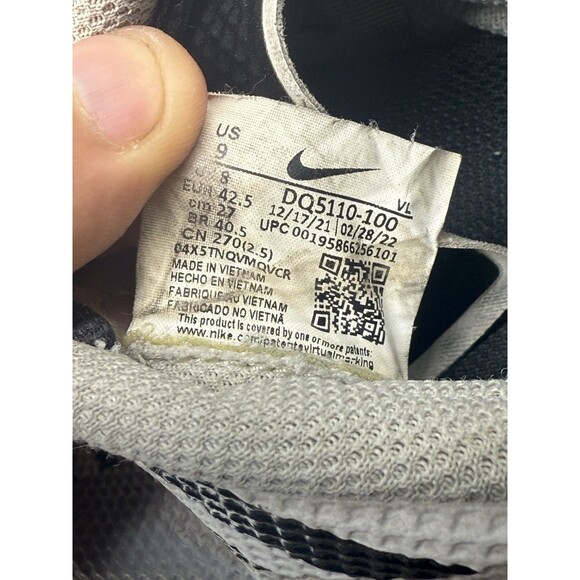 US
9
8
EUR 42.5
cm 27
BR 40.5
CN 270(2.5)
04X5TNQVMQVCR
MADE IN VIETNAM
HECHO EN VIETNAM
FABRIQUE AU VIETNAM
FABRICADO NO VIETNÃ
This product is covered by one or more patents:
www.nike.com/patentsvirtualmarking
VL
DQ5110-100
12/17/21 02/28/22
UPC 00195866256101